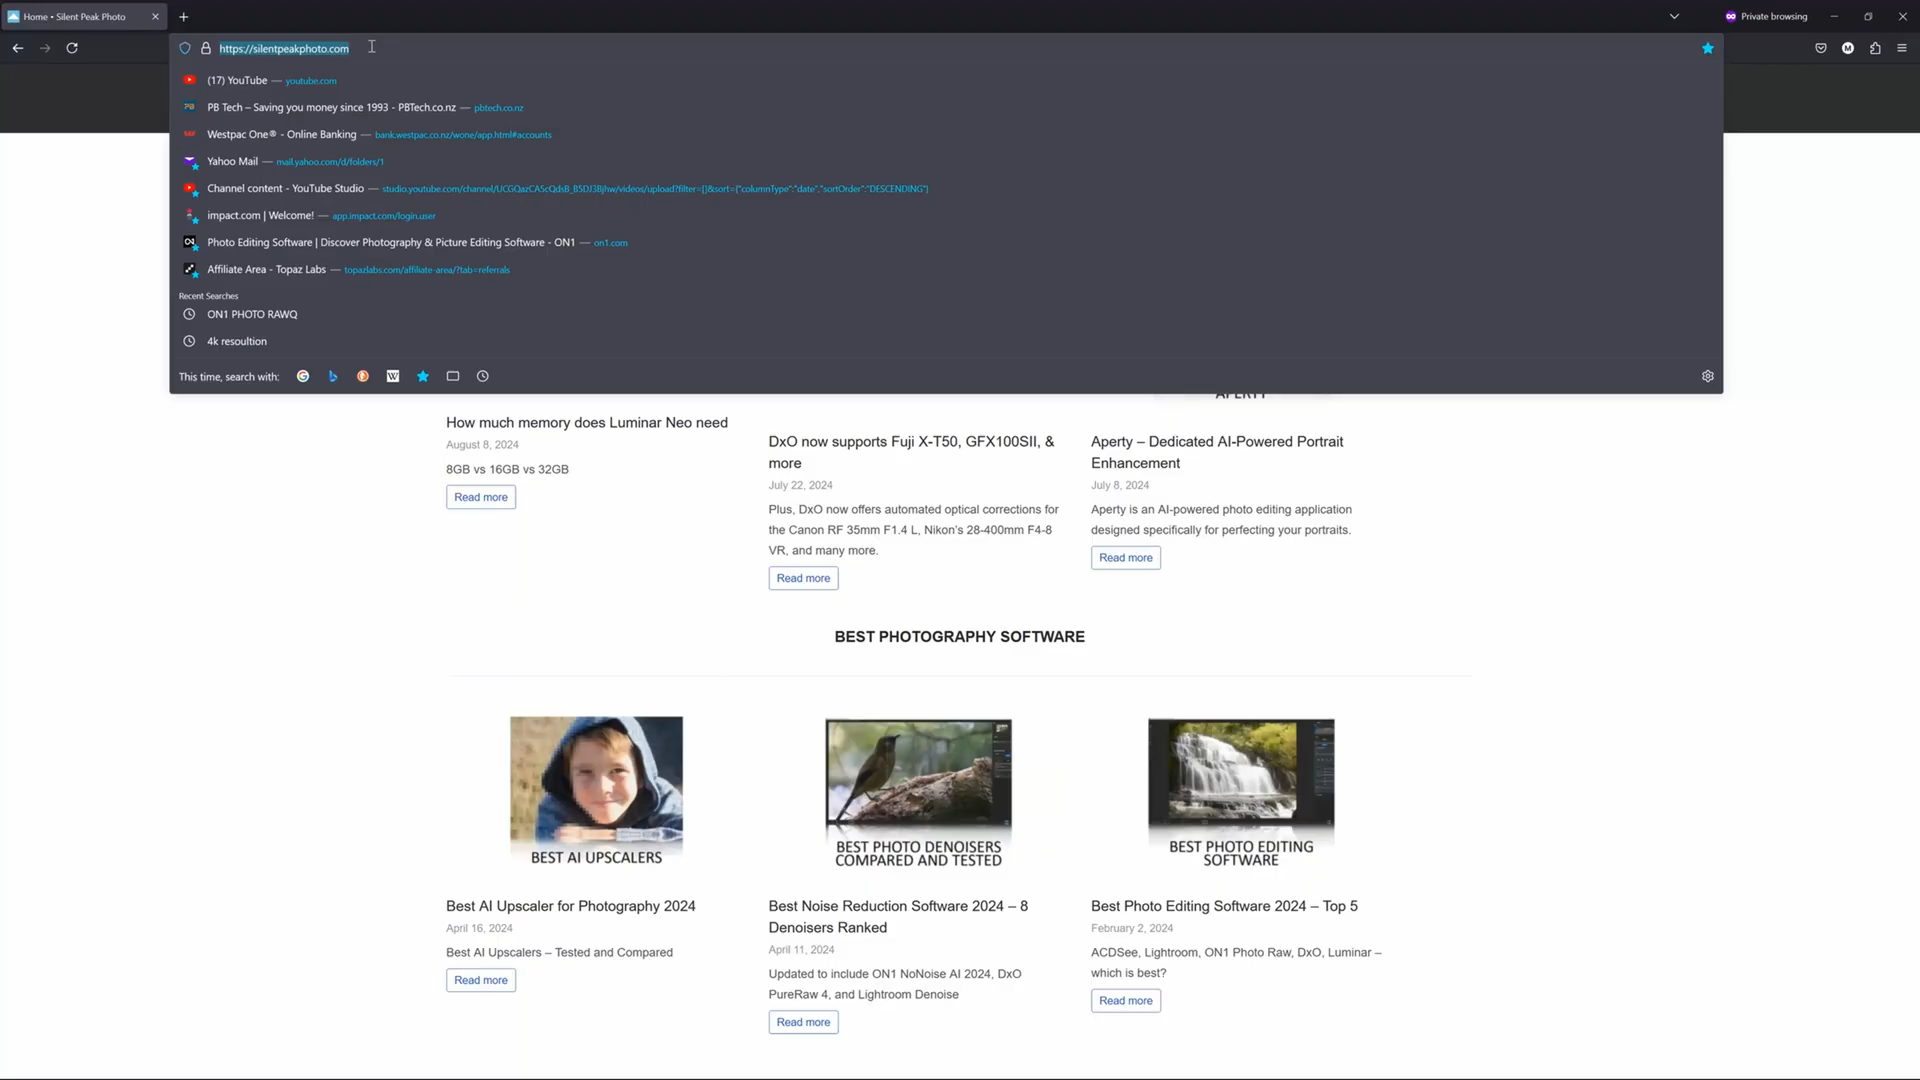 Home • Silent Peak Photo
Private browsing
https://silentpeakphoto.com
(17) YouTube — youtube.com
PB Tech – Saving you money since 1993 - PBTech.co.nz — pbtech.co.nz
Westpac One® - Online Banking — bank.westpac.co.nz/wone/app.html#accounts
Yahoo Mail — mail.yahoo.com/d/folders/1
Channel content - YouTube Studio —
impact.com | Welcome! — app.impact.com/login.user
Photo Editing Software | Discover Photography & Picture Editing Software - ON1 — on1.com
Affiliate Area - Topaz Labs — topazlabs.com/affiliate-area/?tab=referrals
Recent Searches
ON1 PHOTO RAWQ
4k resoultion
This time, search with:
APERTY
How much memory does Luminar Neo need
August 8, 2024
8GB vs 16GB vs 32GB
Read more
DxO now supports Fuji X-T50, GFX100SII, &
more
July 22, 2024
Plus, DxO now offers automated optical corrections for
the Canon RF 35mm F1.4 L, Nikon's 28-400mm F4-8
VR, and many more.
Read more
Aperty – Dedicated AI-Powered Portrait
Enhancement
July 8, 2024
Aperty is an AI-powered photo editing application
designed specifically for perfecting your portraits.
Read more
BEST PHOTOGRAPHY SOFTWARE
BEST AI UPSCALERS
Best AI Upscaler for Photography 2024
April 16, 2024
Best AI Upscalers – Tested and Compared
Read more
BEST PHOTO DENOISERS
COMPARED AND TESTED
Best Noise Reduction Software 2024 – 8
Denoisers Ranked
April 11, 2024
Updated to include ON1 NoNoise AI 2024, DxO
PureRaw 4, and Lightroom Denoise
Read more
BEST PHOTO EDITING
SOFTWARE
Best Photo Editing Software 2024 – Top 5
February 2, 2024
ACDSee, Lightroom, ON1 Photo Raw, DxO, Luminar –
which is best?
Read more